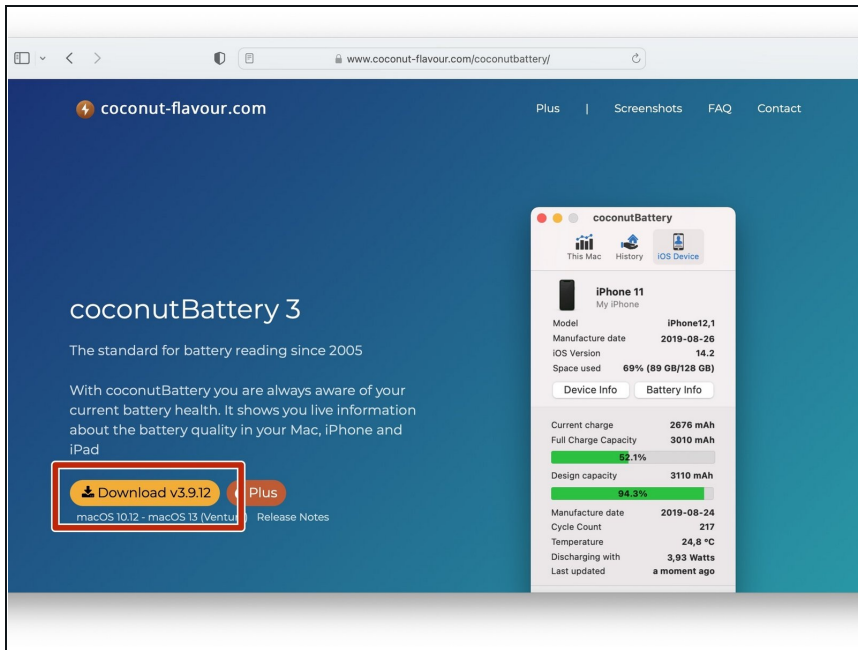 www.coconut-flavour.com/coconutbattery/
coconut-flavour.com
Plus | Screenshots FAQ Contact
coconutBattery 3
The standard for battery reading since 2005
With coconutBattery you are always aware of your
current battery health. It shows you live information
about the battery quality in your Mac, iPhone and
iPad
Download v3.9.12 Plus
macOS 10.12 - macOS 13 (Ventura) Release Notes
coconutBattery
This Mac History iOS Device
iPhone 11
My iPhone
Model iPhone12,1
Manufacture date 2019-08-26
iOS Version 14.2
Space used 69% (89 GB/128 GB)
Device Info Battery Info
Current charge 2676 mAh
Full Charge Capacity 3010 mAh
52.1%
Design capacity 3110 mAh
94.3%
Manufacture date 2019-08-24
Cycle Count 217
Temperature 24,8 °C
Discharging with 3,93 Watts
Last updated a moment ago